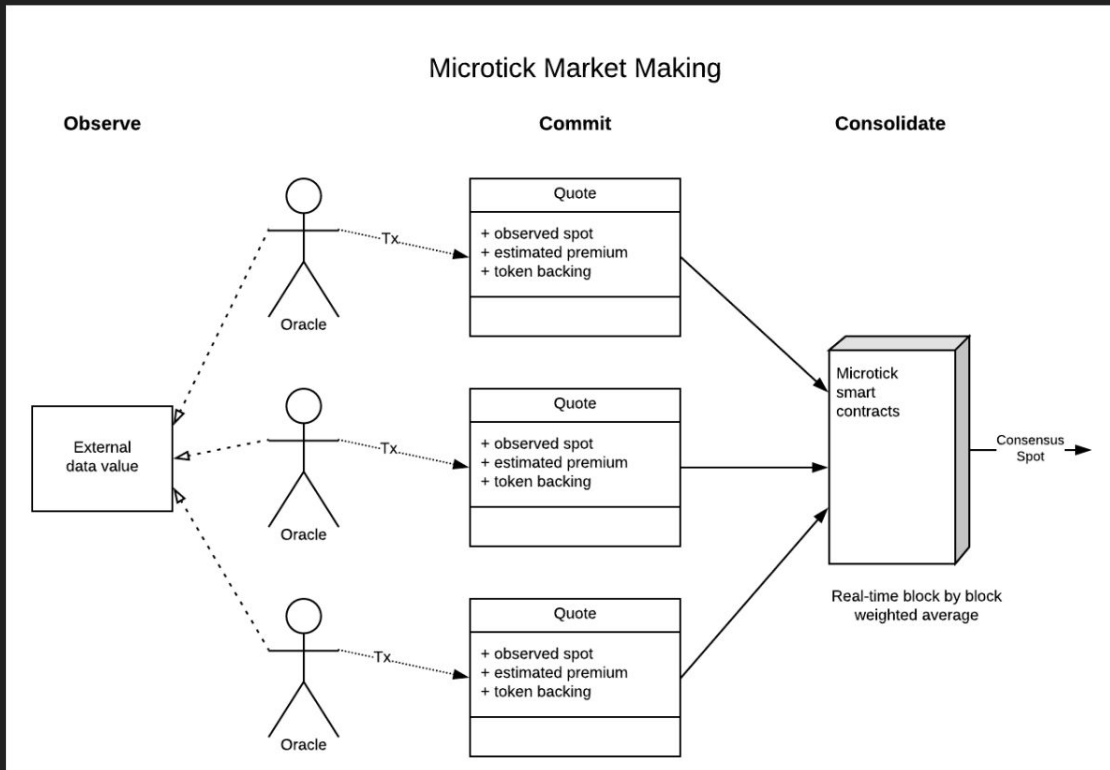 Microtick Market Making
Observe
Commit
Consolidate
Quote
+ observed spot
+ estimated premium
+ token backing
Tx
Oracle
Quote
+ observed spot
+ estimated premium
+ token backing
Tx
Oracle
External
data value
Microtick
smart
contracts
Consensus
Spot
Real-time block by block
weighted average
Quote
+ observed spot
+ estimated premium
+ token backing
Tx
Oracle